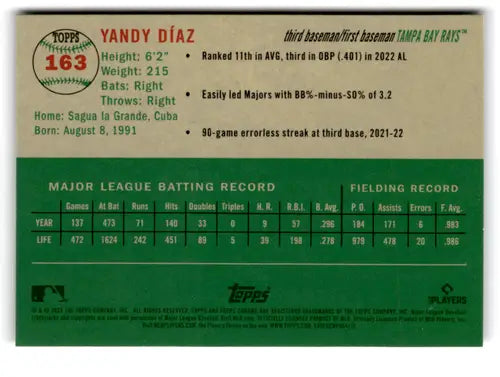 TOPPS
163
YANDY DÍAZ
third baseman/first baseman TAMPA BAY RAYS™
Height: 6'2"
Weight: 215
Bats: Right
Throws: Right
Home: Sagua la Grande, Cuba
Born: August 8, 1991
• Ranked 11th in AVG, third in OBP (.401) in 2022 AL
• Easily led Majors with BB%-minus-SO% of 3.2
• 90-game errorless streak at third base, 2021-22
MAJOR LEAGUE BATTING RECORD FIELDING RECORD
Games At Bat Runs Hits Doubles Triples H. R. R.B.I. B. Avg. P. O. Assists Errors F. Avg.
YEAR 137 473 71 140 33 0 9 57 .296 184 171 6 .983
LIFE 472 1624 242 451 89 5 39 198 .278 979 478 20 .986
Topps
PLAYERS